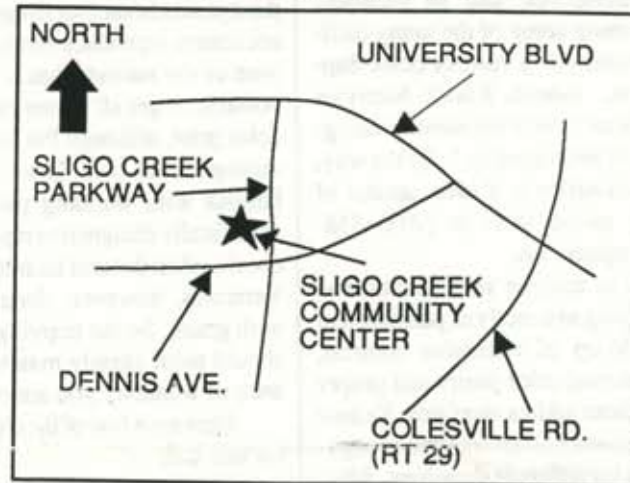 NORTH
UNIVERSITY BLVD
SLIGO CREEK
PARKWAY
SLIGO CREEK
COMMUNITY
CENTER
DENNIS AVE.
COLESVILLE RD.
(RT 29)